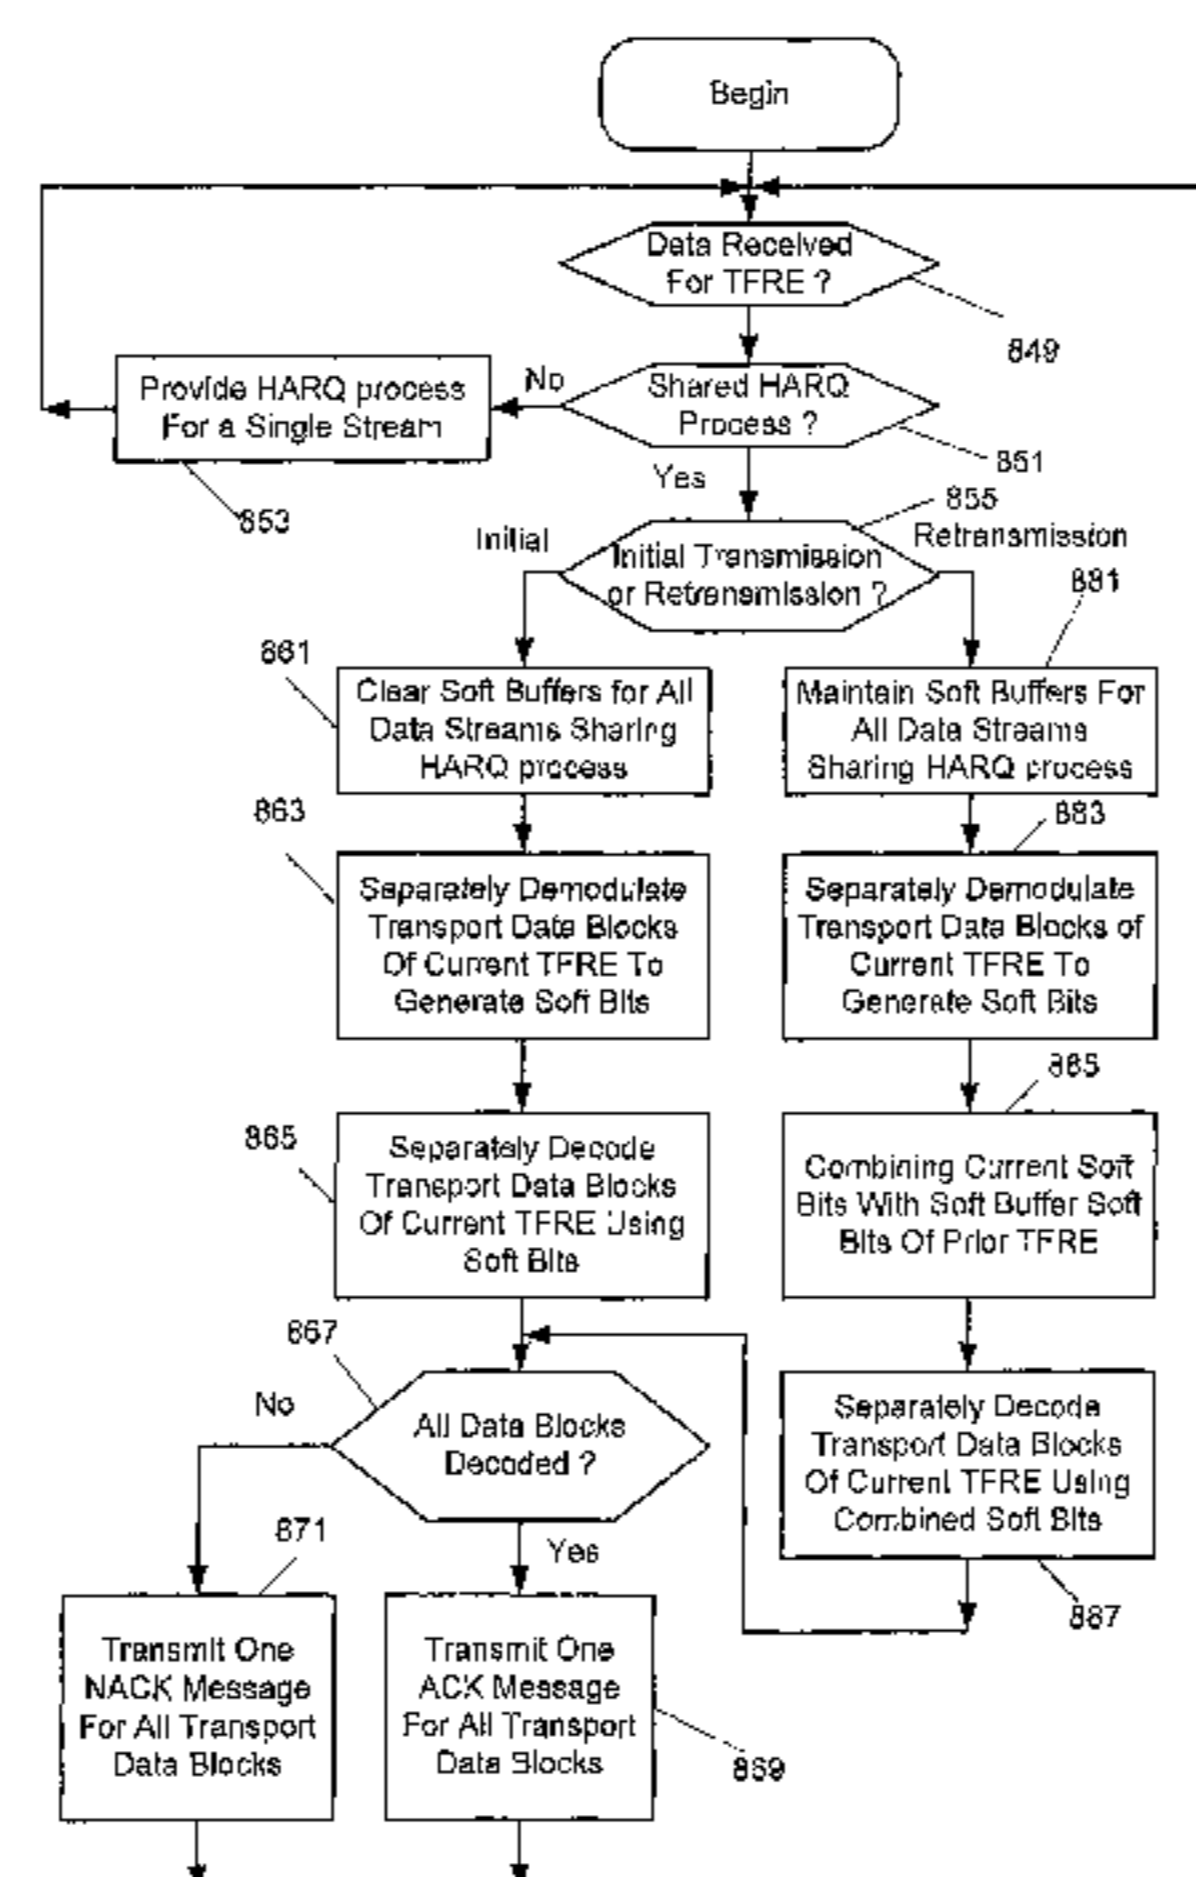 Begin
Data Received
For TFRE ?
849
Shared HARQ
Process ?
851
No
Provide HARQ process
For a Single Stream
853
Yes
855
Initial
Initial Transmission
or Retransmission ?
Retransmission
861
Clear Soft Buffers for All
Data Streams Sharing
HARQ process
881
Maintain Soft Buffers For
All Data Streams
Sharing HARQ process
863
Separately Demodulate
Transport Data Blocks
Of Current TFRE To
Generate Soft Bits
883
Separately Demodulate
Transport Data Blocks of
Current TFRE To
Generate Soft Bits
865
Separately Decode
Transport Data Blocks
Of Current TFRE Using
Soft Bits
885
Combining Current Soft
Bits With Soft Buffer Soft
Bits Of Prior TFRE
867
All Data Blocks
Decoded ?
No
Yes
Separately Decode
Transport Data Blocks
Of Current TFRE Using
Combined Soft Bits
887
871
Transmit One
NACK Message
For All Transport
Data Blocks
Transmit One
ACK Message
For All Transport
Data Blocks
869